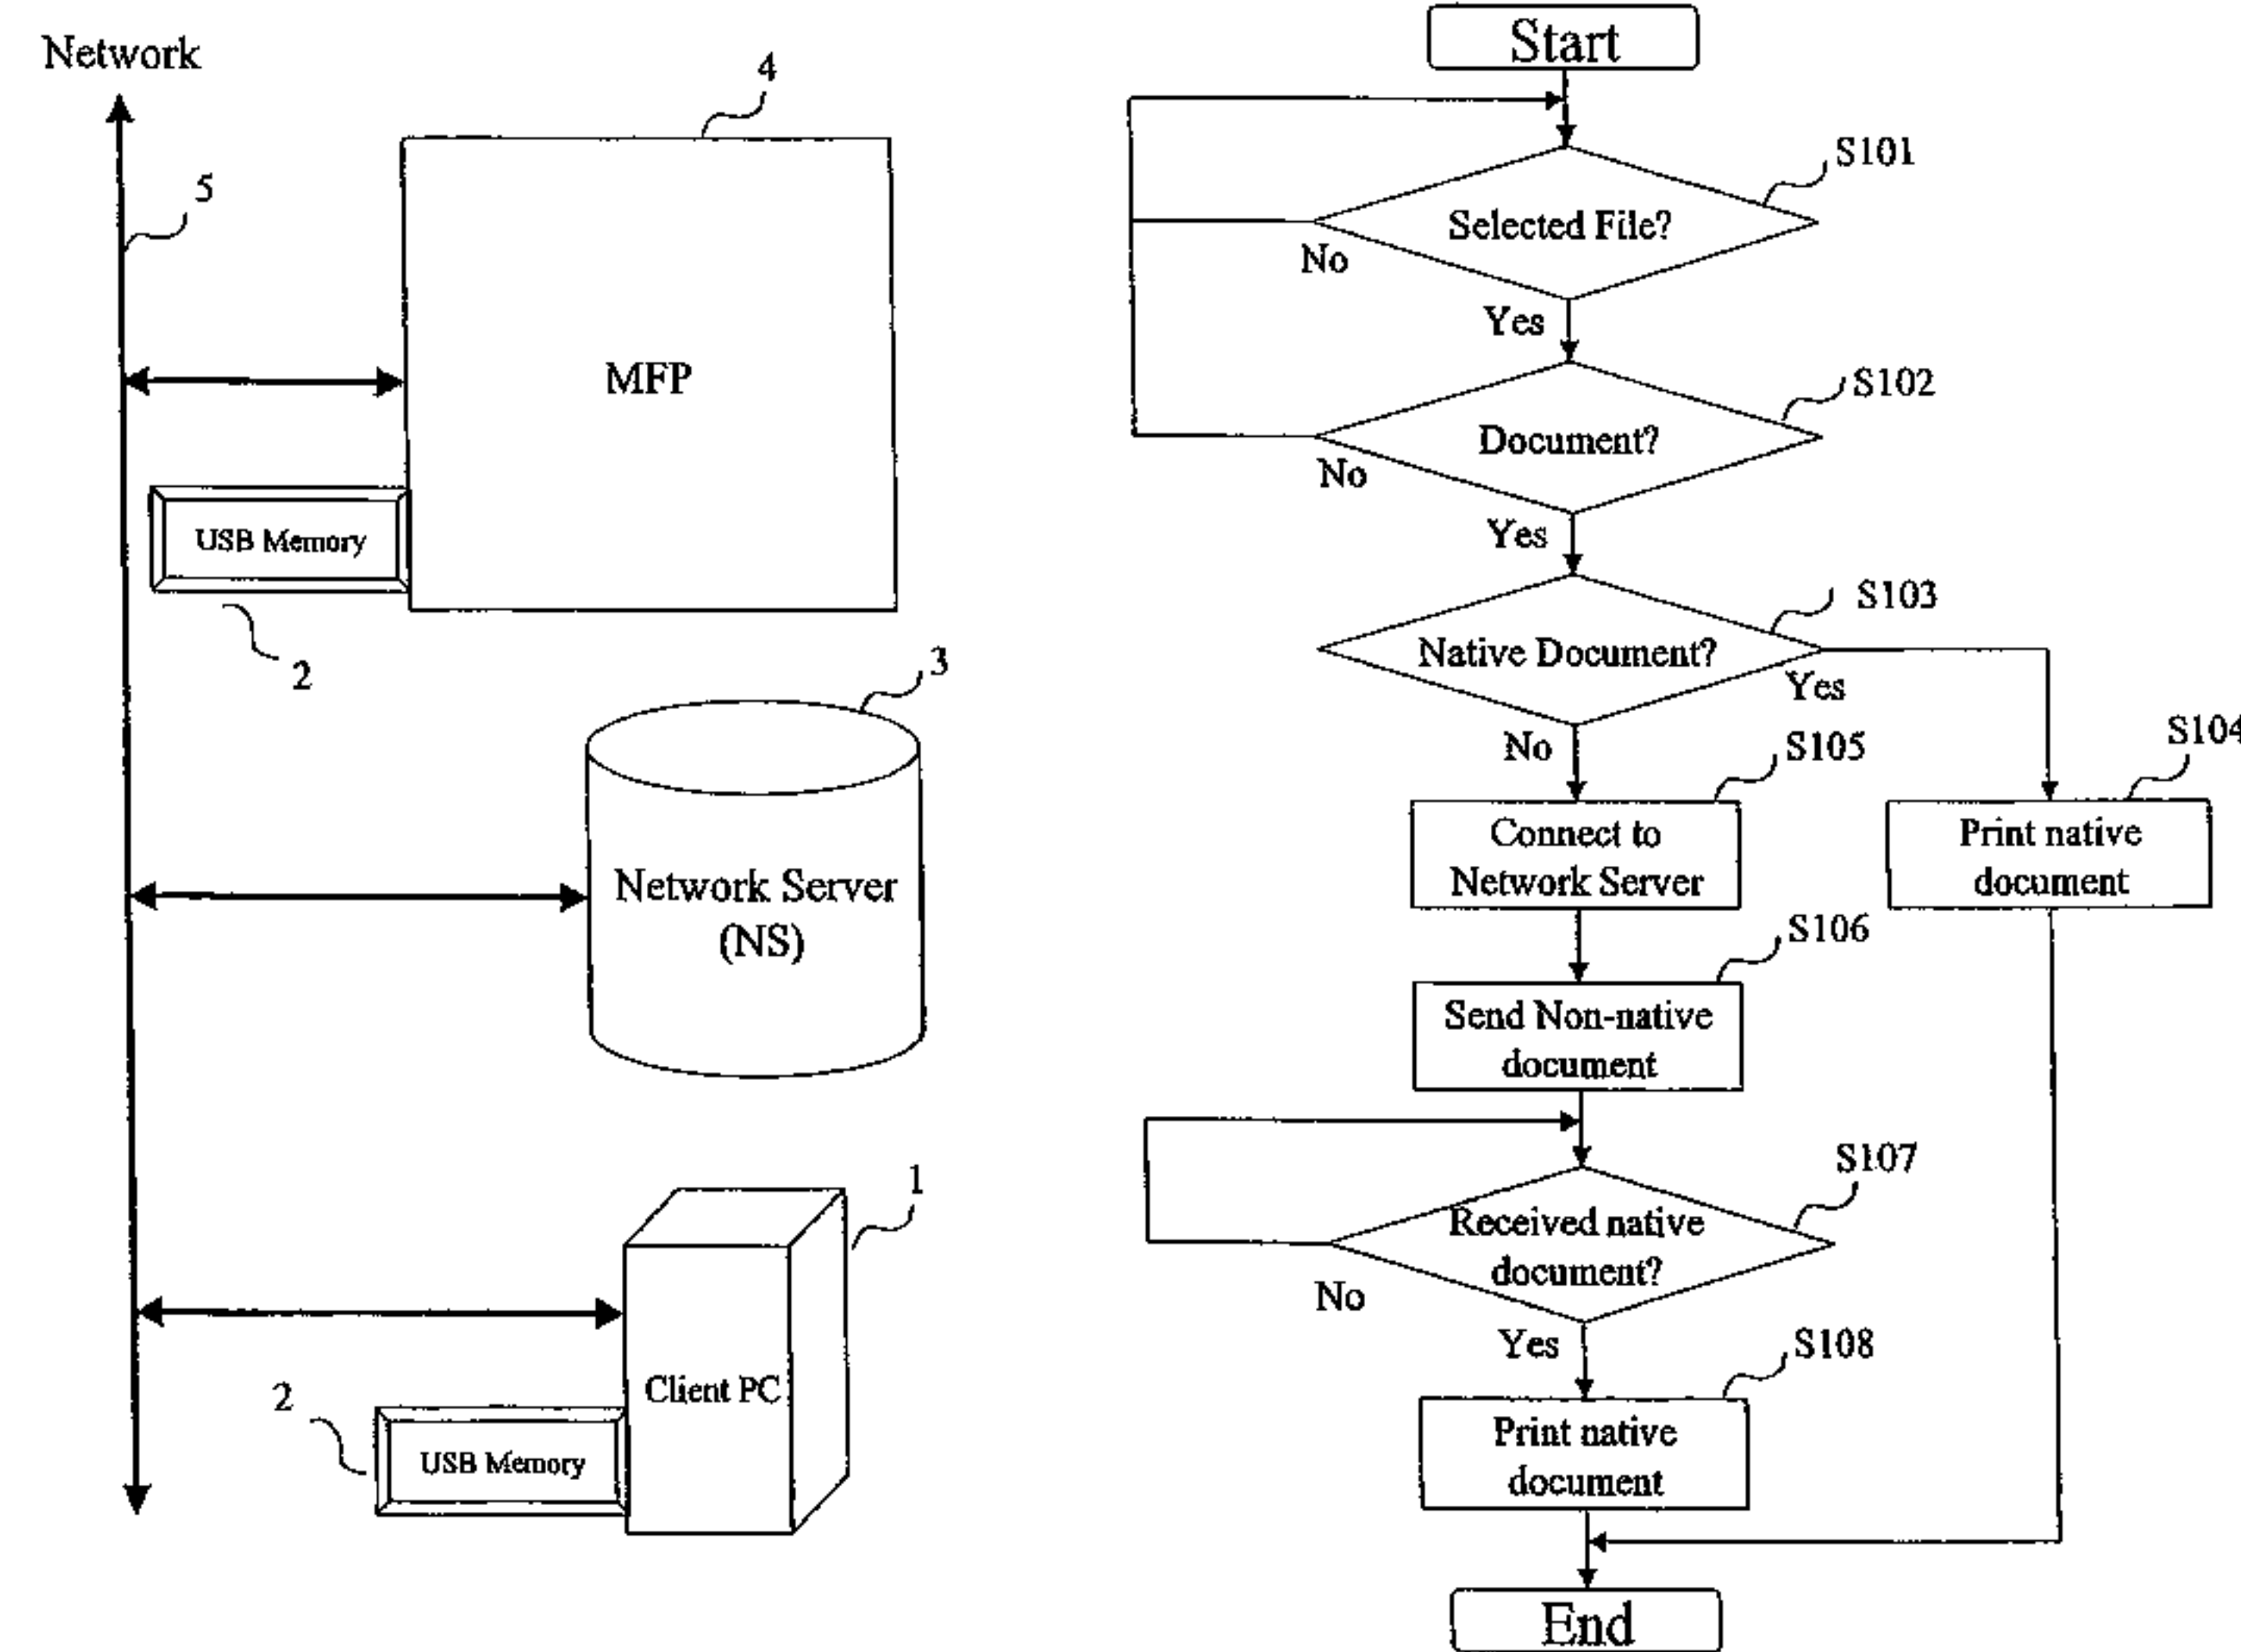 Network
4
5
MFP
USB Memory
2
3
Network Server
(NS)
1
Client PC
2
USB Memory
Start
S101
Selected File?
No
Yes
S102
Document?
No
Yes
S103
Native Document?
Yes
No
S105
S104
Connect to
Network Server
Print native
document
S106
Send Non-native
document
S107
Received native
document?
No
Yes
S108
Print native
document
End